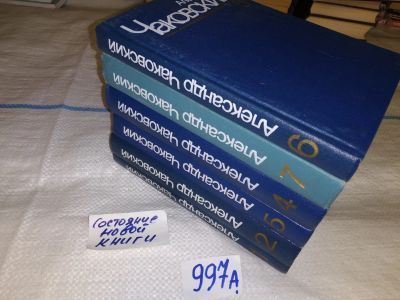 Александр Чаковский
6
Александр Чаковский
7
Александр Чаковский
4
Александр Чаковский
5
Александр Чаковский
2
Состояние
новой
книги
997А